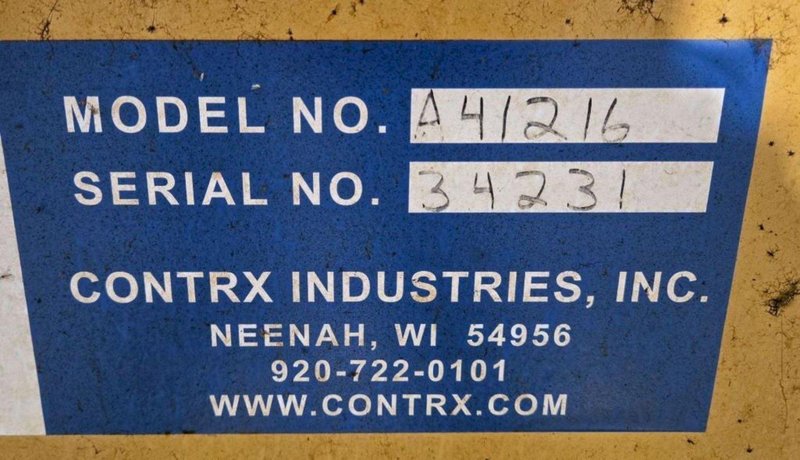 MODEL NO. A41216
SERIAL NO. 34231
CONTRX INDUSTRIES, INC.
NEENAH, WI 54956
920-722-0101
WWW.CONTRX.COM